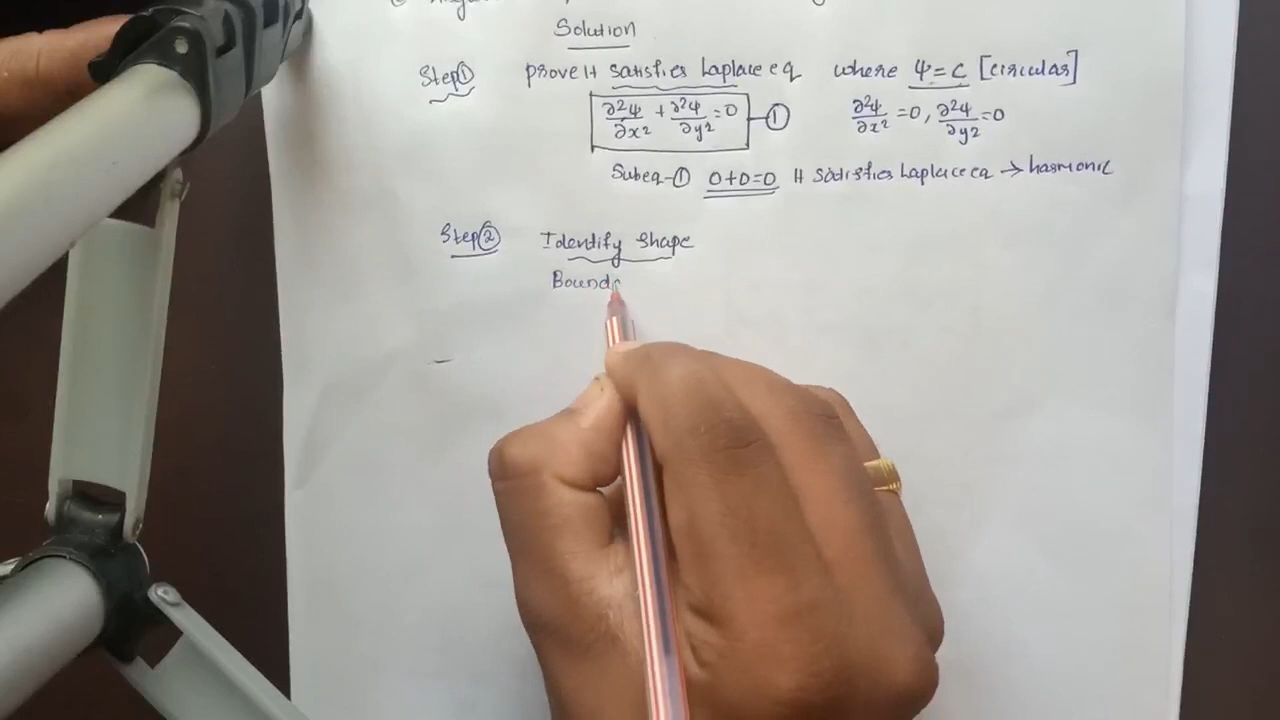 Solution
Step① prove It satisfies Laplace eq where ψ=c [circular]
∂²ψ/∂x² + ∂²ψ/∂y² = 0 —① ∂²ψ/∂x² = 0, ∂²ψ/∂y² = 0
Sub eq-① 0+0=0 It satisfies Laplace eq → harmonic
Step② Identify shape
Bound